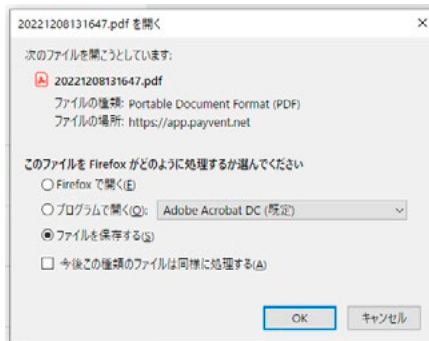 20221208131647.pdf を開く
次のファイルを開こうとしています:
20221208131647.pdf
ファイルの種類: Portable Document Format (PDF)
ファイルの場所: https://app.payvent.net
このファイルを Firefox がどのように処理するか選んでください
Firefox で開く(E)
プログラムで開く(O): Adobe Acrobat DC (既定)
ファイルを保存する(S)
今後この種類のファイルは同様に処理する(A)
OK キャンセル